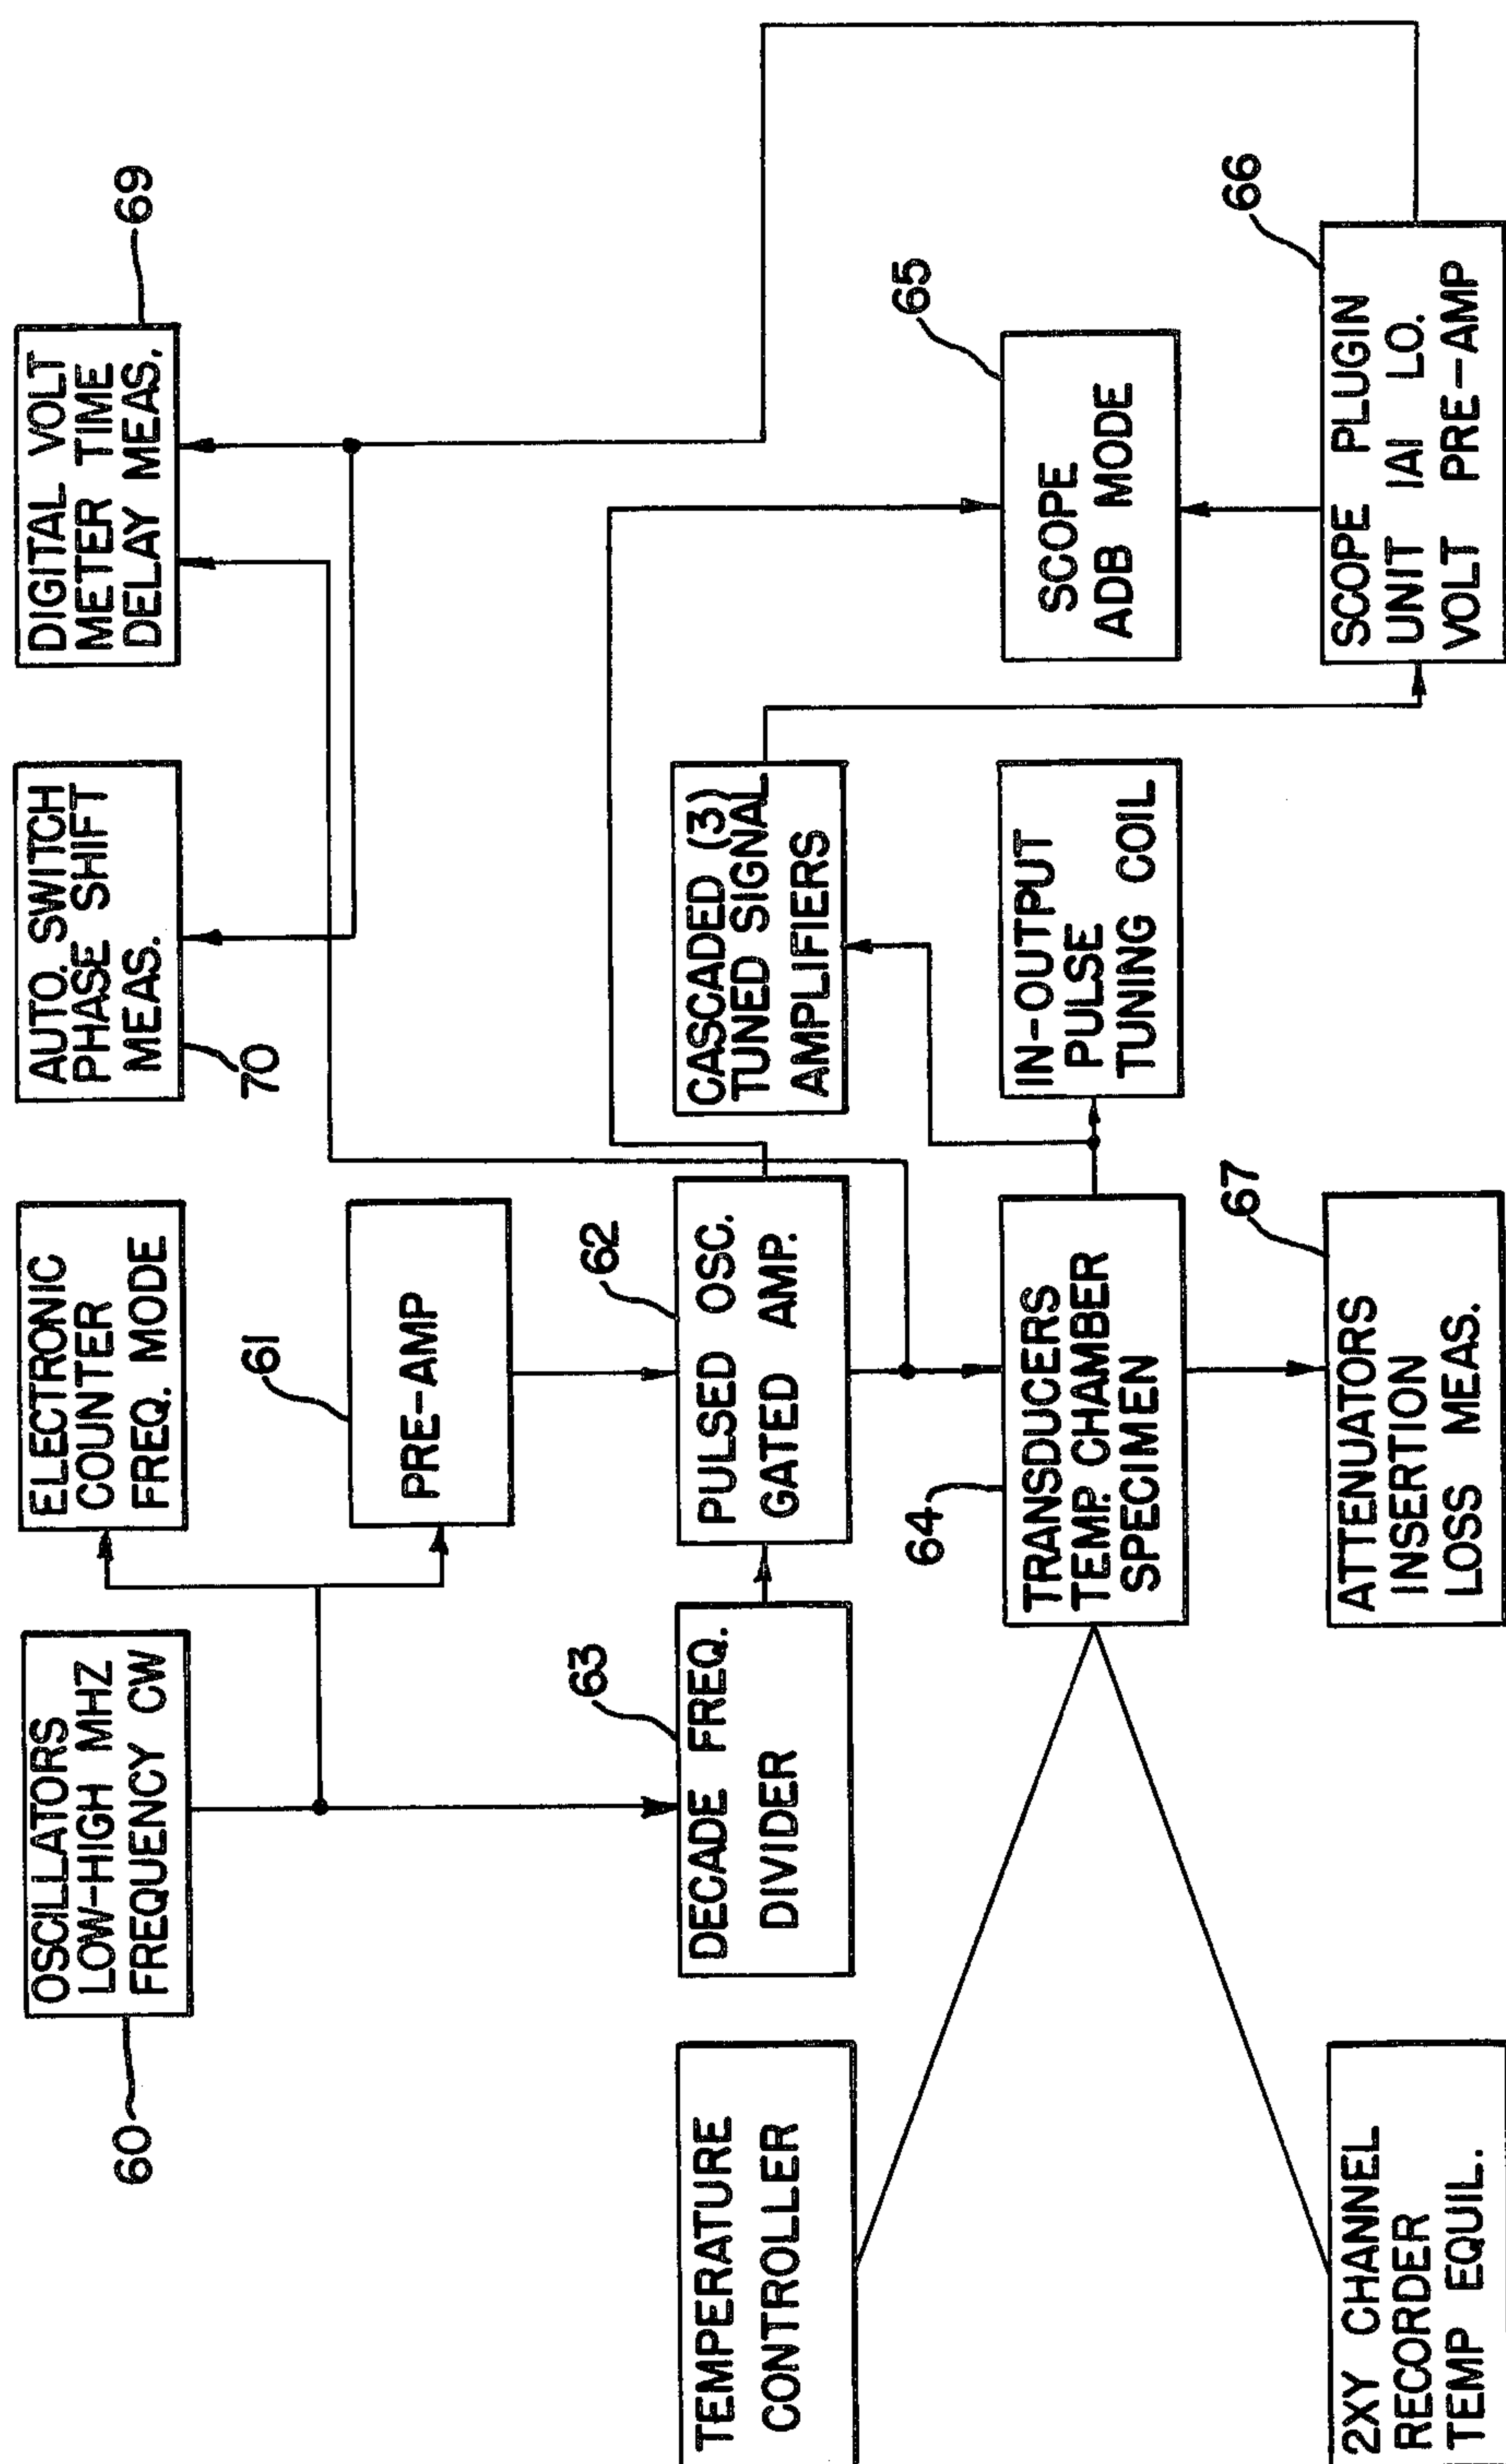 OSCILLATORS
LOW-HIGH MHZ
FREQUENCY CW
60
ELECTRONIC
COUNTER
FREQ. MODE
AUTO. SWITCH
PHASE SHIFT
MEAS.
70
DIGITAL VOLT
METER TIME
DELAY MEAS.
69
PRE-AMP
61
TEMPERATURE
CONTROLLER
DECADE FREQ.
DIVIDER
63
PULSED OSC.
GATED AMP.
62
CASCADED (3)
TUNED SIGNAL
AMPLIFIERS
TRANSDUCERS
TEMP. CHAMBER
SPECIMEN
64
IN-OUTPUT
PULSE
TUNING COIL
SCOPE
ADB MODE
65
2XY CHANNEL
RECORDER
TEMP EQUIL.
ATTENUATORS
INSERTION
LOSS MEAS.
67
SCOPE PLUGIN
UNIT IAI LO.
VOLT PRE-AMP
66